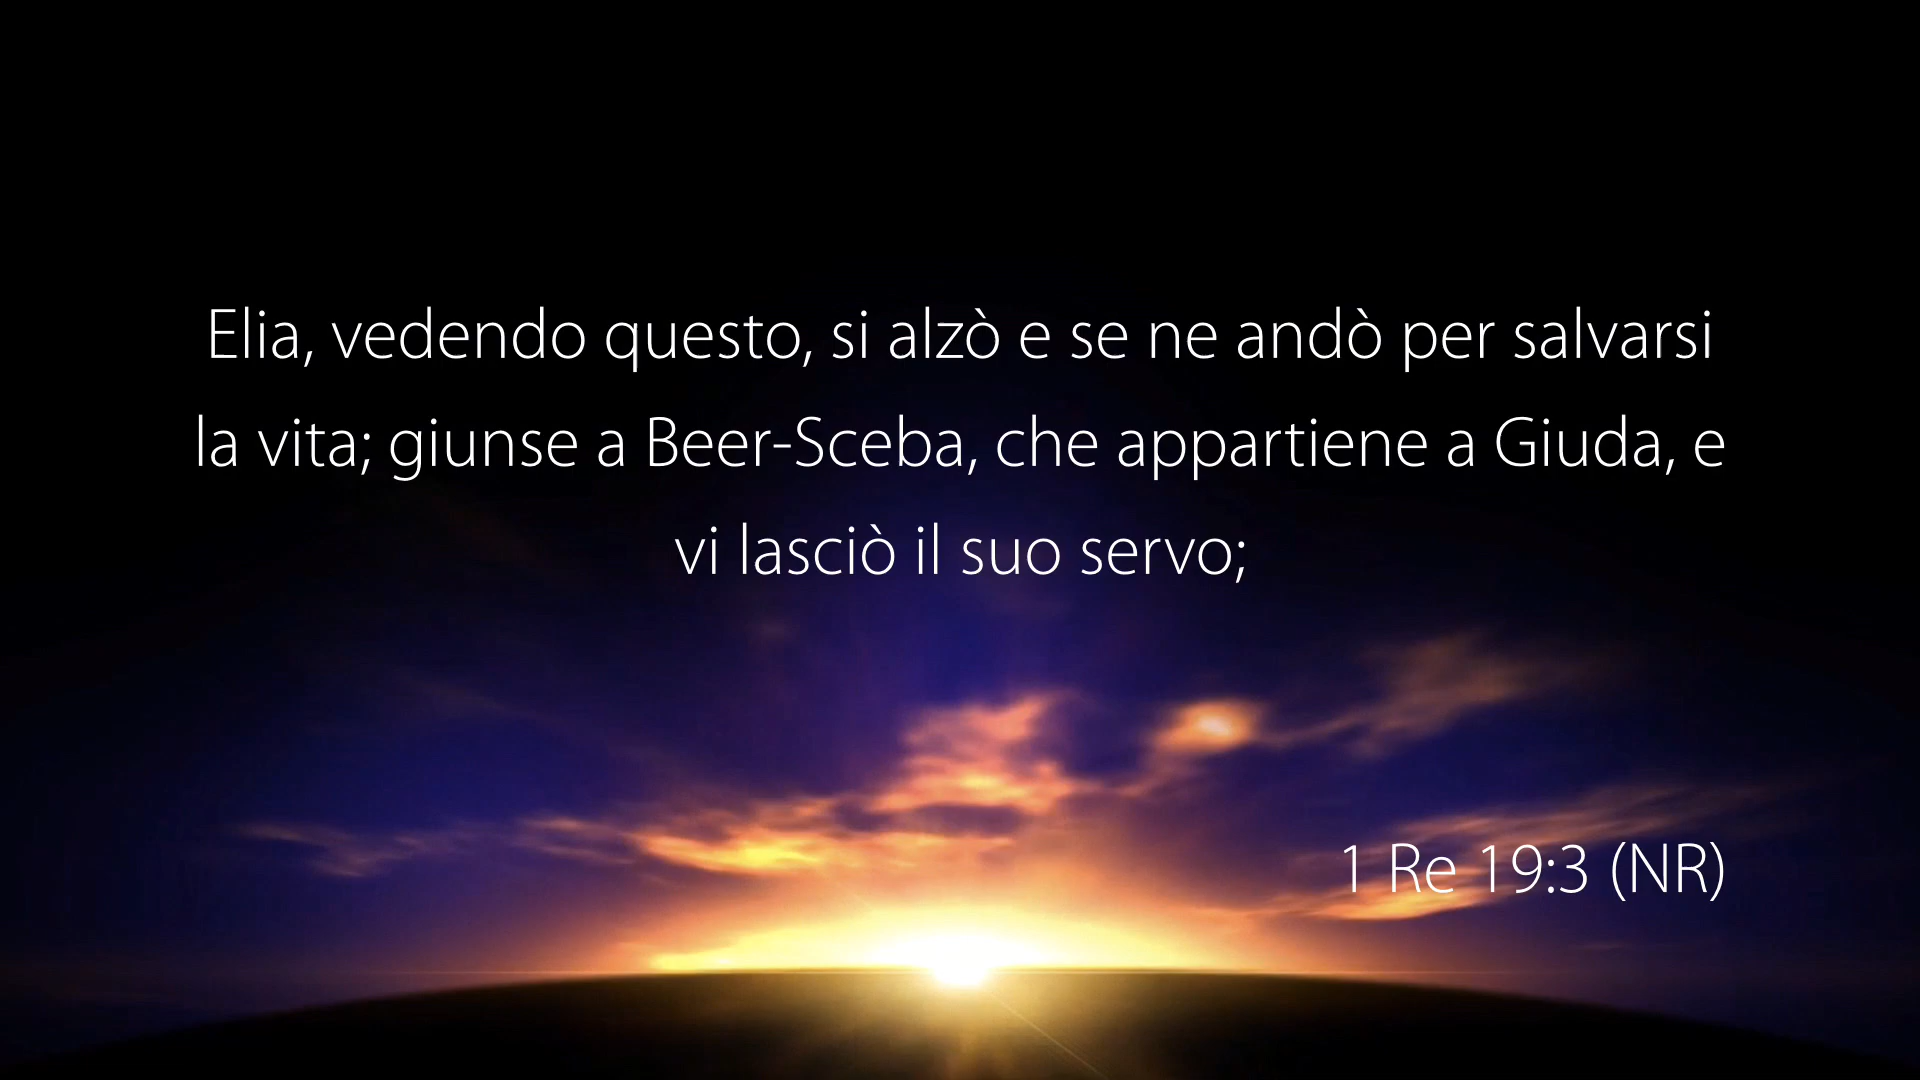 Elia, vedendo questo, si alzò e se ne andò per salvarsi
la vita; giunse a Beer-Sceba, che appartiene a Giuda, e
vi lasciò il suo servo;
1 Re 19:3 (NR)